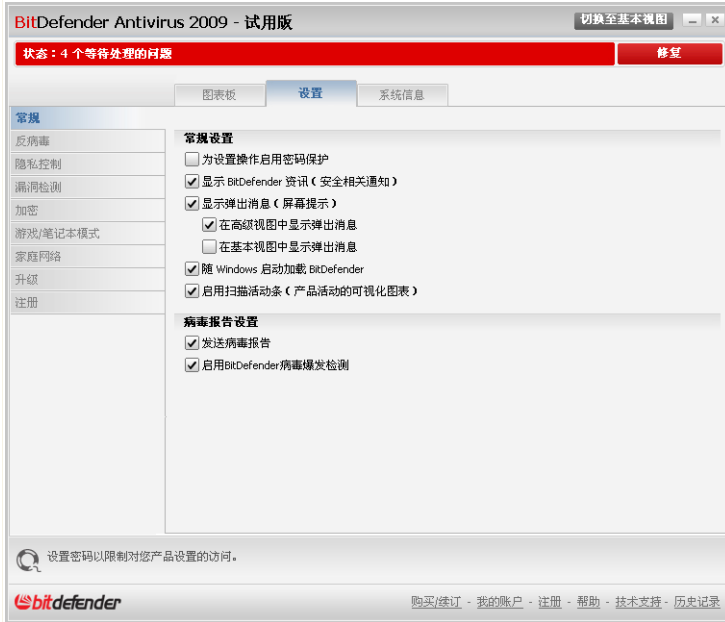 BitDefender Antivirus 2009 - 试用版
切换至基本视图
状态：4 个等待处理的问题
修复
图表板
设置
系统信息
常规
反病毒
隐私控制
漏洞检测
加密
游戏/笔记本模式
家庭网络
升级
注册
常规设置
为设置操作启用密码保护
显示 BitDefender 资讯（安全相关通知）
显示弹出消息（屏幕提示）
在高级视图中显示弹出消息
在基本视图中显示弹出消息
随 Windows 启动加载 BitDefender
启用扫描活动条（产品活动的可视化图表）
病毒报告设置
发送病毒报告
启用BitDefender病毒爆发检测
设置密码以限制对您产品设置的访问。
bitdefender
购买/续订 - 我的账户 - 注册 - 帮助 - 技术支持 - 历史记录